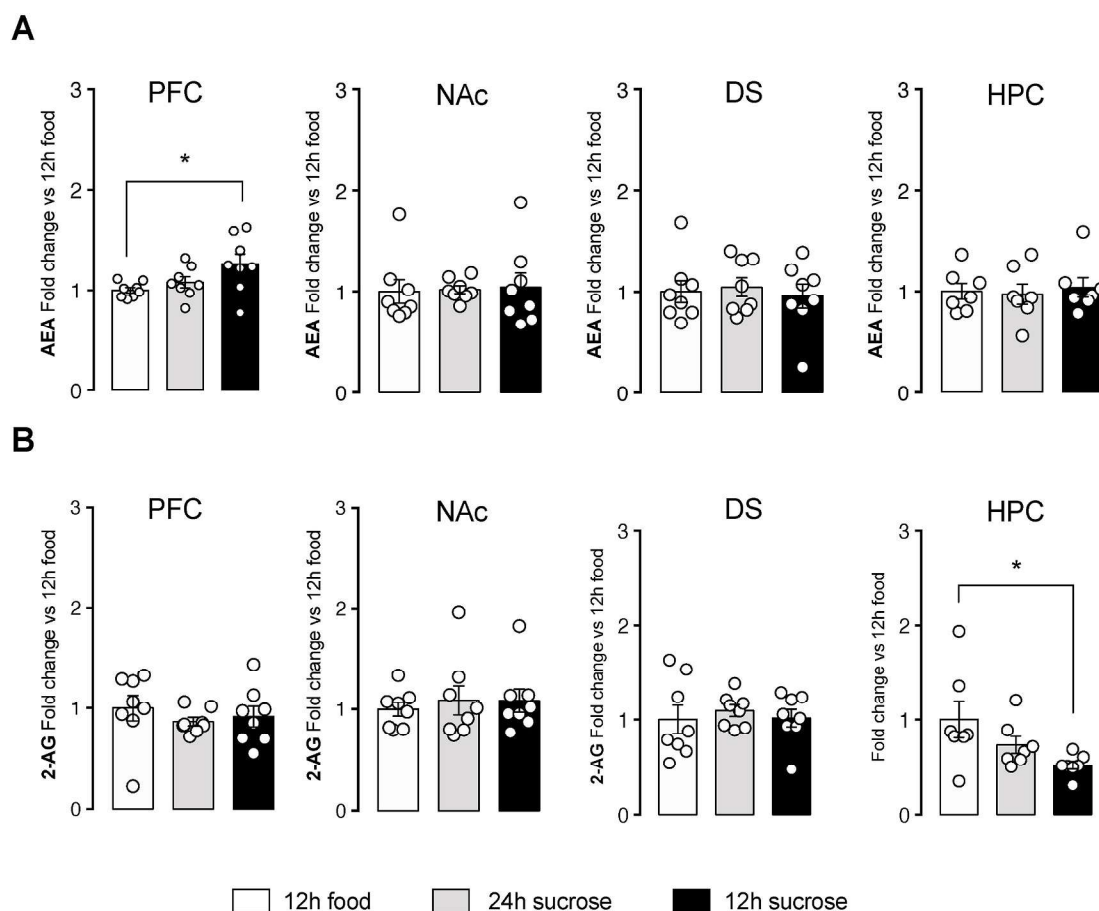 A
PFC
NAc
DS
HPC
AEA Fold change vs 12h food
3
2
1
0
*
AEA Fold change vs 12h food
3
2
1
0
AEA Fold change vs 12h food
3
2
1
0
AEA Fold change vs 12h food
3
2
1
0
B
PFC
NAc
DS
HPC
2-AG Fold change vs 12h food
3
2
1
0
2-AG Fold change vs 12h food
3
2
1
0
2-AG Fold change vs 12h food
3
2
1
0
Fold change vs 12h food
3
2
1
0
*
12h food
24h sucrose
12h sucrose